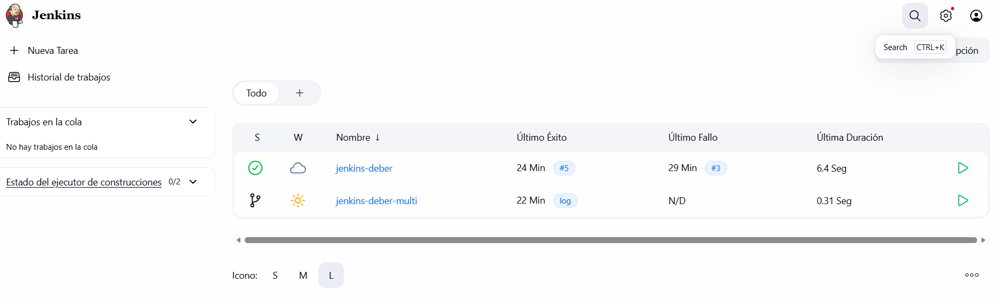 Jenkins
Nueva Tarea
Search CTRL+K
pción
Historial de trabajos
Todo +
Trabajos en la cola
No hay trabajos en la cola
Estado del ejecutor de construcciones 0/2
S W Nombre ↓ Último Éxito Último Fallo Última Duración
jenkins-deber 24 Min #5 29 Min #3 6.4 Seg
jenkins-deber-multi 22 Min log N/D 0.31 Seg
Icono: S M L